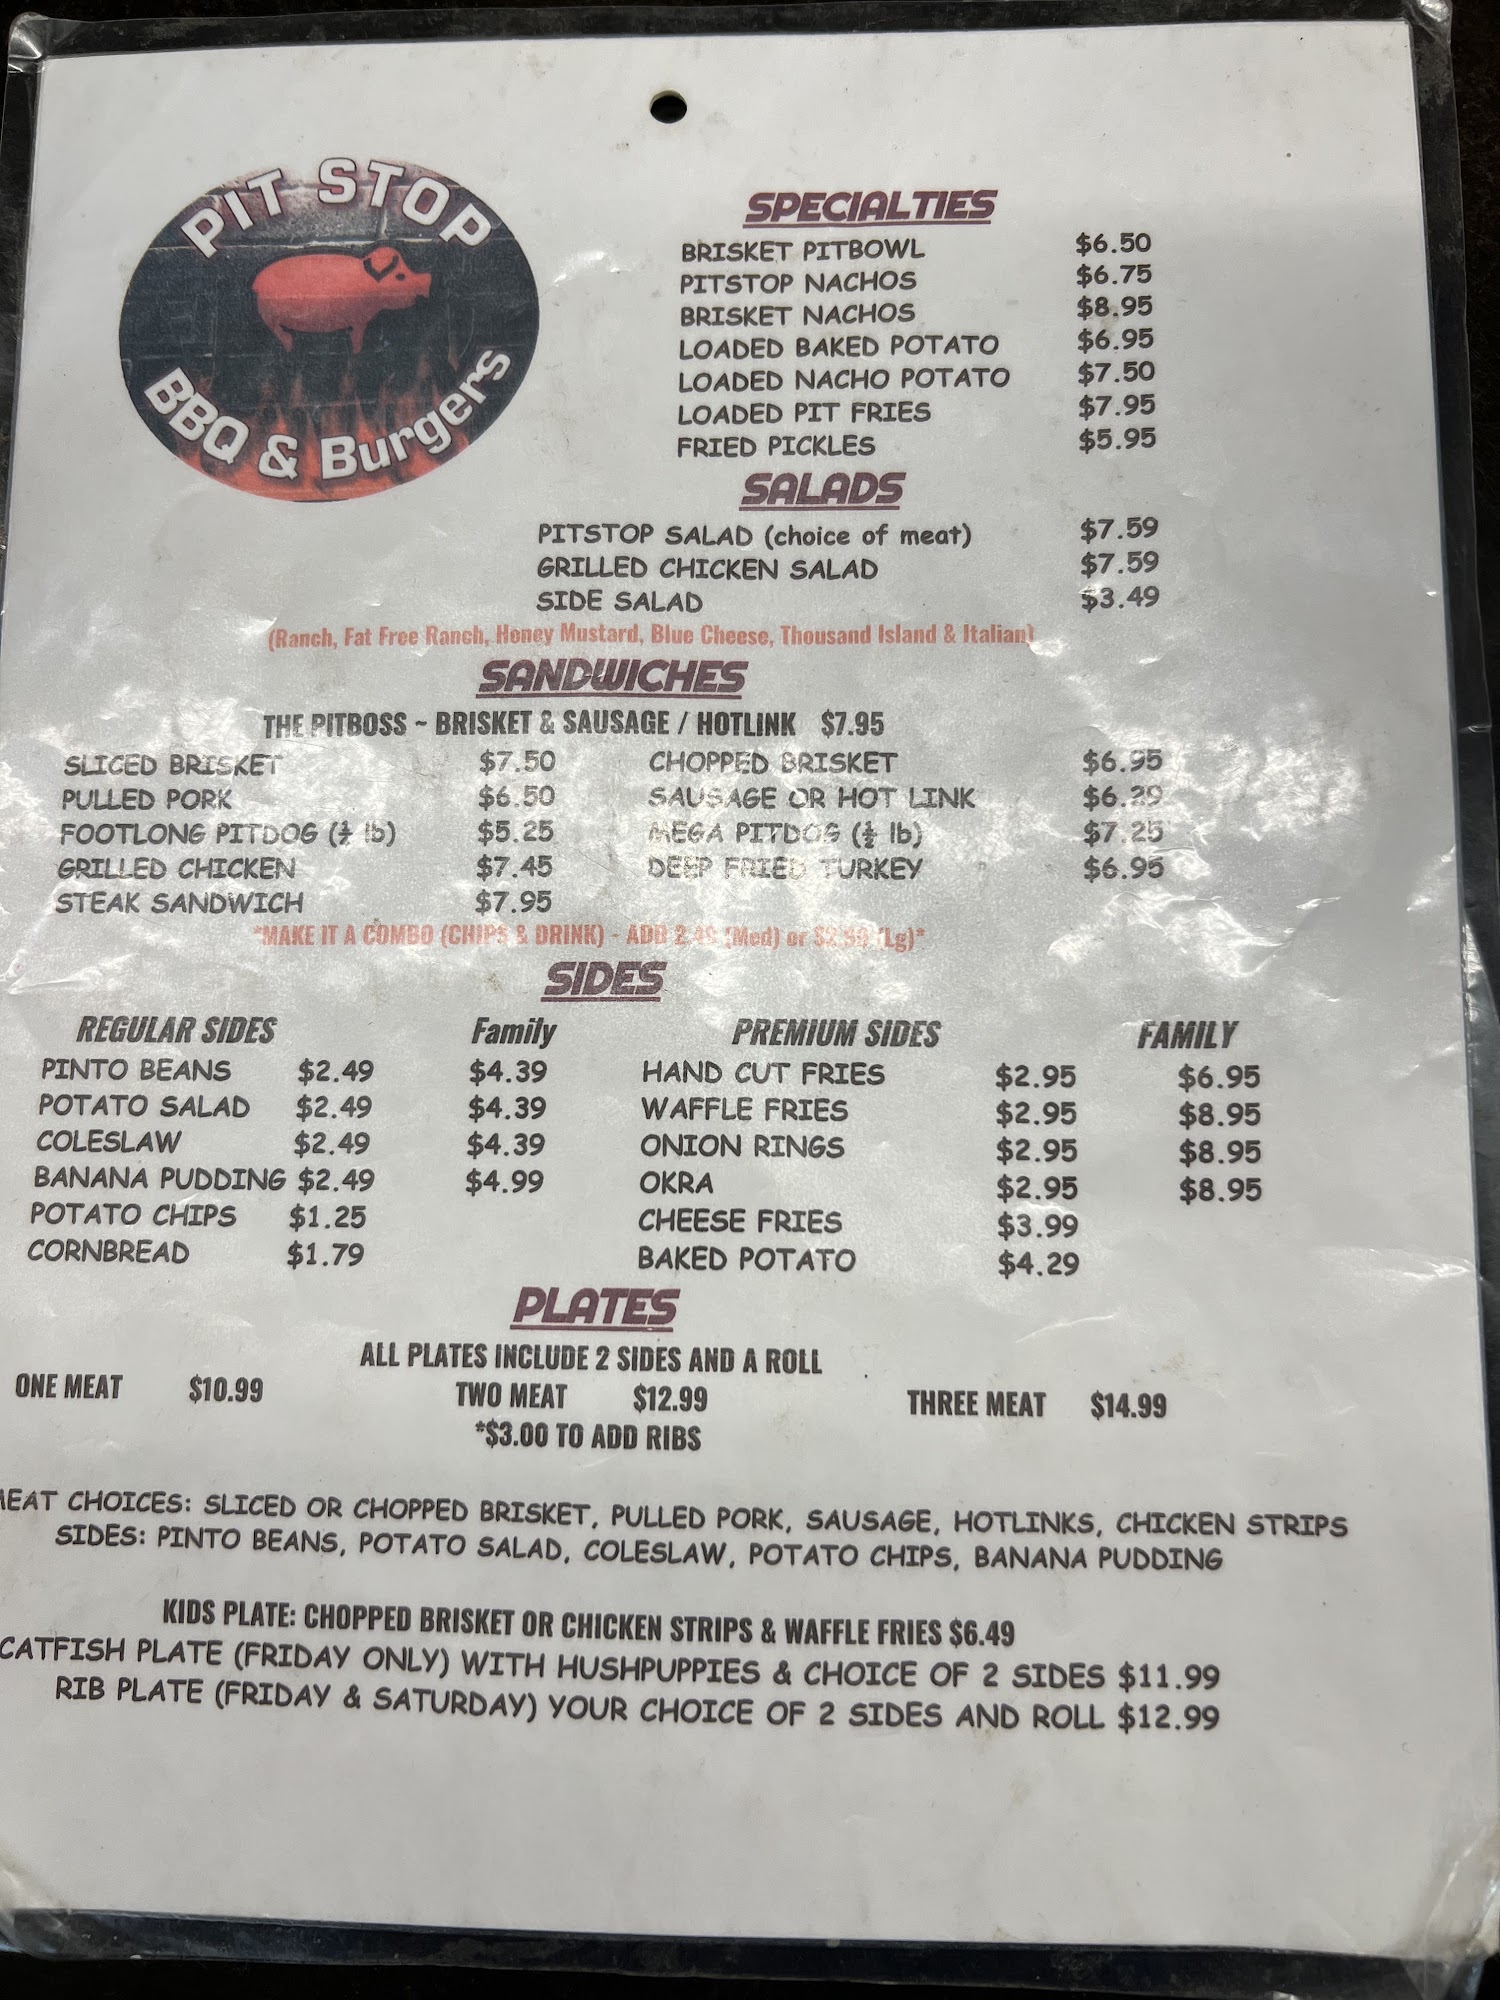 PIT STOP
BBQ & Burgers
SPECIALTIES
BRISKET PITBOWL $6.50
PITSTOP NACHOS $6.75
BRISKET NACHOS $8.95
LOADED BAKED POTATO $6.95
LOADED NACHO POTATO $7.50
LOADED PIT FRIES $7.95
FRIED PICKLES $5.95
SALADS
PITSTOP SALAD (choice of meat) $7.59
GRILLED CHICKEN SALAD $7.59
SIDE SALAD $3.49
(Ranch, Fat Free Ranch, Honey Mustard, Blue Cheese, Thousand Island & Italian)
SANDWICHES
THE PITBOSS ~ BRISKET & SAUSAGE / HOTLINK $7.95
SLICED BRISKET $7.50 CHOPPED BRISKET $6.95
PULLED PORK $6.50 SAUSAGE OR HOT LINK $6.29
FOOTLONG PITDOG (lb) $5.25 MEGA PITDOG (½ lb) $7.25
GRILLED CHICKEN $7.45 DEEP FRIED TURKEY $6.95
STEAK SANDWICH $7.95
*MAKE IT A COMBO (CHIPS & DRINK) - ADD (Med) or (Lg)*
SIDES
REGULAR SIDES Family PREMIUM SIDES FAMILY
PINTO BEANS $2.49 $4.39 HAND CUT FRIES $2.95 $6.95
POTATO SALAD $2.49 $4.39 WAFFLE FRIES $2.95 $8.95
COLESLAW $2.49 $4.39 ONION RINGS $2.95 $8.95
BANANA PUDDING $2.49 $4.99 OKRA $2.95 $8.95
POTATO CHIPS $1.25 CHEESE FRIES $3.99
CORNBREAD $1.79 BAKED POTATO $4.29
PLATES
ALL PLATES INCLUDE 2 SIDES AND A ROLL
ONE MEAT $10.99 TWO MEAT $12.99 THREE MEAT $14.99
*$3.00 TO ADD RIBS
EAT CHOICES: SLICED OR CHOPPED BRISKET, PULLED PORK, SAUSAGE, HOTLINKS, CHICKEN STRIPS
SIDES: PINTO BEANS, POTATO SALAD, COLESLAW, POTATO CHIPS, BANANA PUDDING
KIDS PLATE: CHOPPED BRISKET OR CHICKEN STRIPS & WAFFLE FRIES $6.49
CATFISH PLATE (FRIDAY ONLY) WITH HUSHPUPPIES & CHOICE OF 2 SIDES $11.99
RIB PLATE (FRIDAY & SATURDAY) YOUR CHOICE OF 2 SIDES AND ROLL $12.99